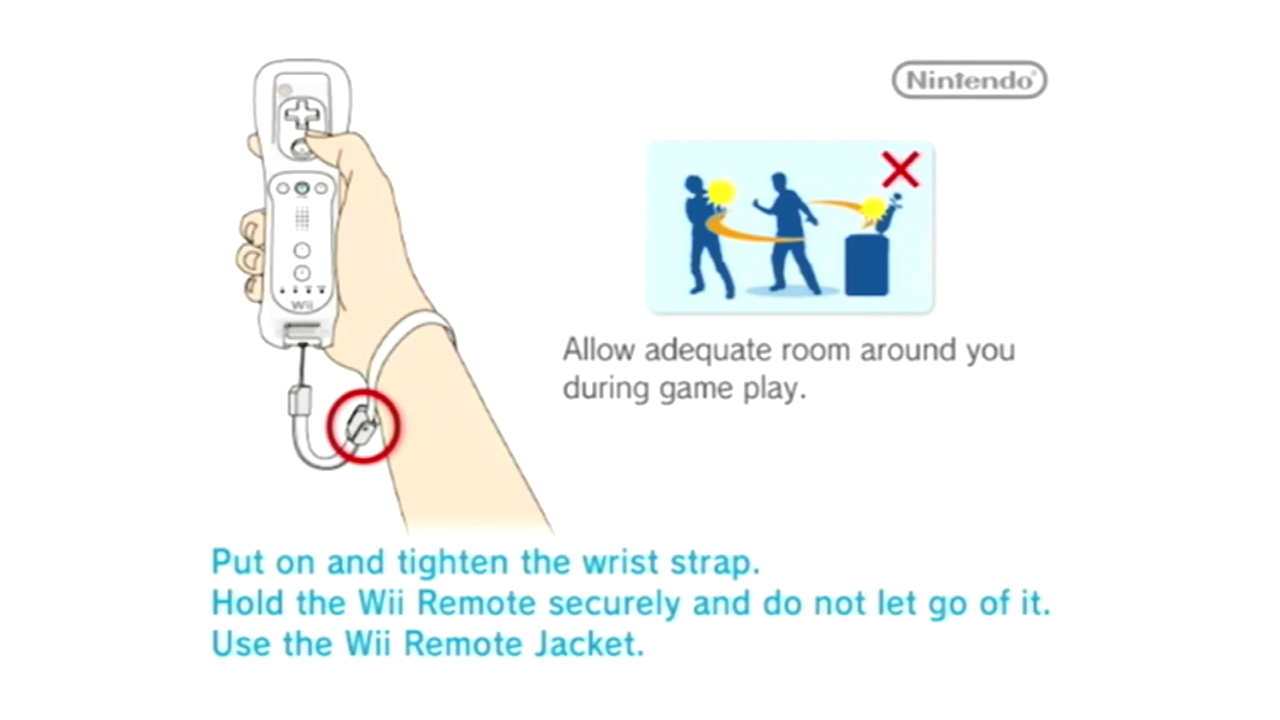 Nintendo
Allow adequate room around you
during game play.
Wii
Put on and tighten the wrist strap.
Hold the Wii Remote securely and do not let go of it.
Use the Wii Remote Jacket.